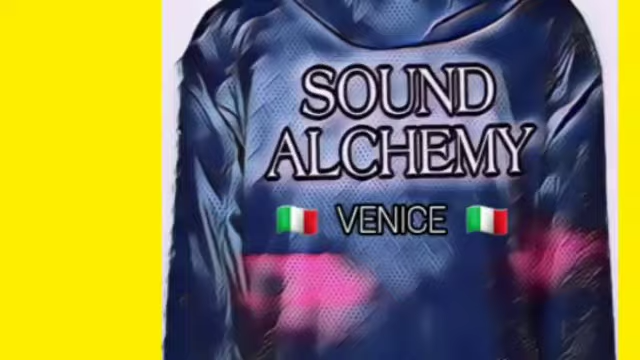 SOUND
ALCHEMY
🇮🇹 VENICE 🇮🇹